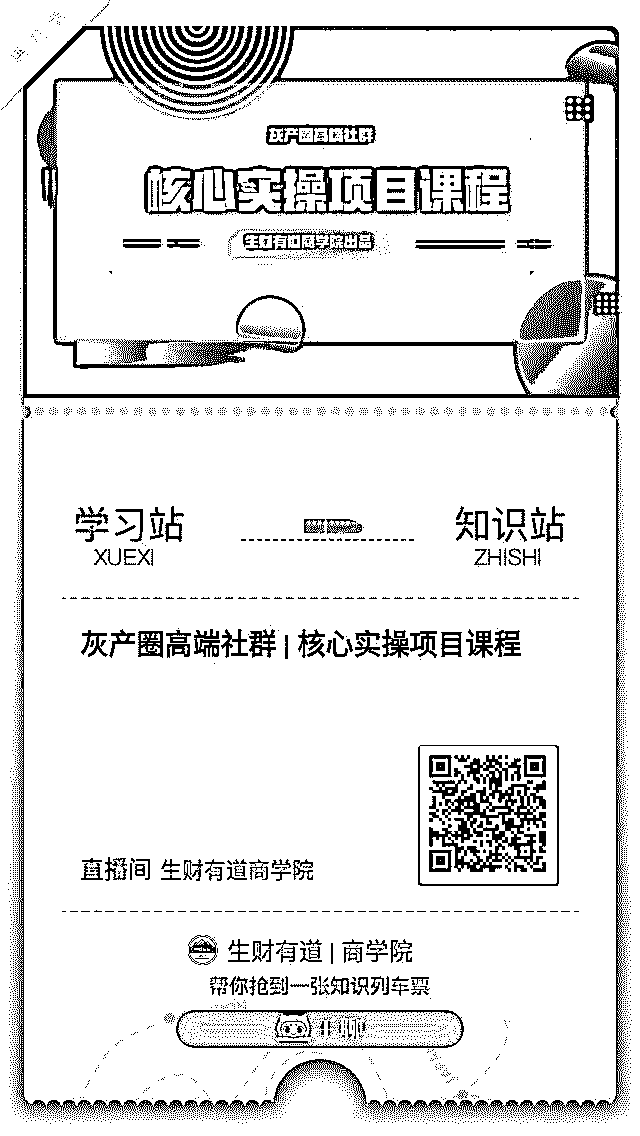 灰产圈高端社群
核心实操项目课程
生财有道商学院出品
学习站
知识站
XUEXI
ZHISHI
灰产圈高端社群 | 核心实操项目课程
直播间 生财有道商学院
生财有道 | 商学院
帮你抢到一张知识列车票